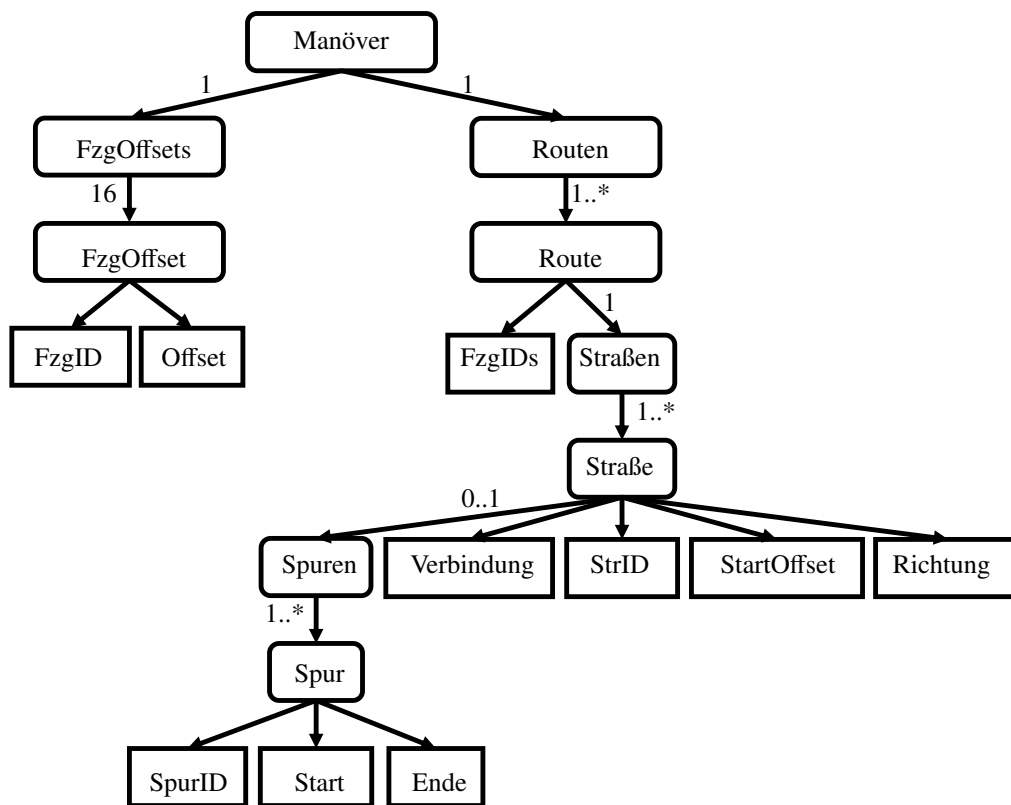 Manöver
1
1
FzgOffsets
Routen
16
1..*
FzgOffset
Route
1
FzgID
Offset
FzgIDs
Straßen
1..*
Straße
0..1
Spuren
Verbindung
StrID
StartOffset
Richtung
1..*
Spur
SpurID
Start
Ende